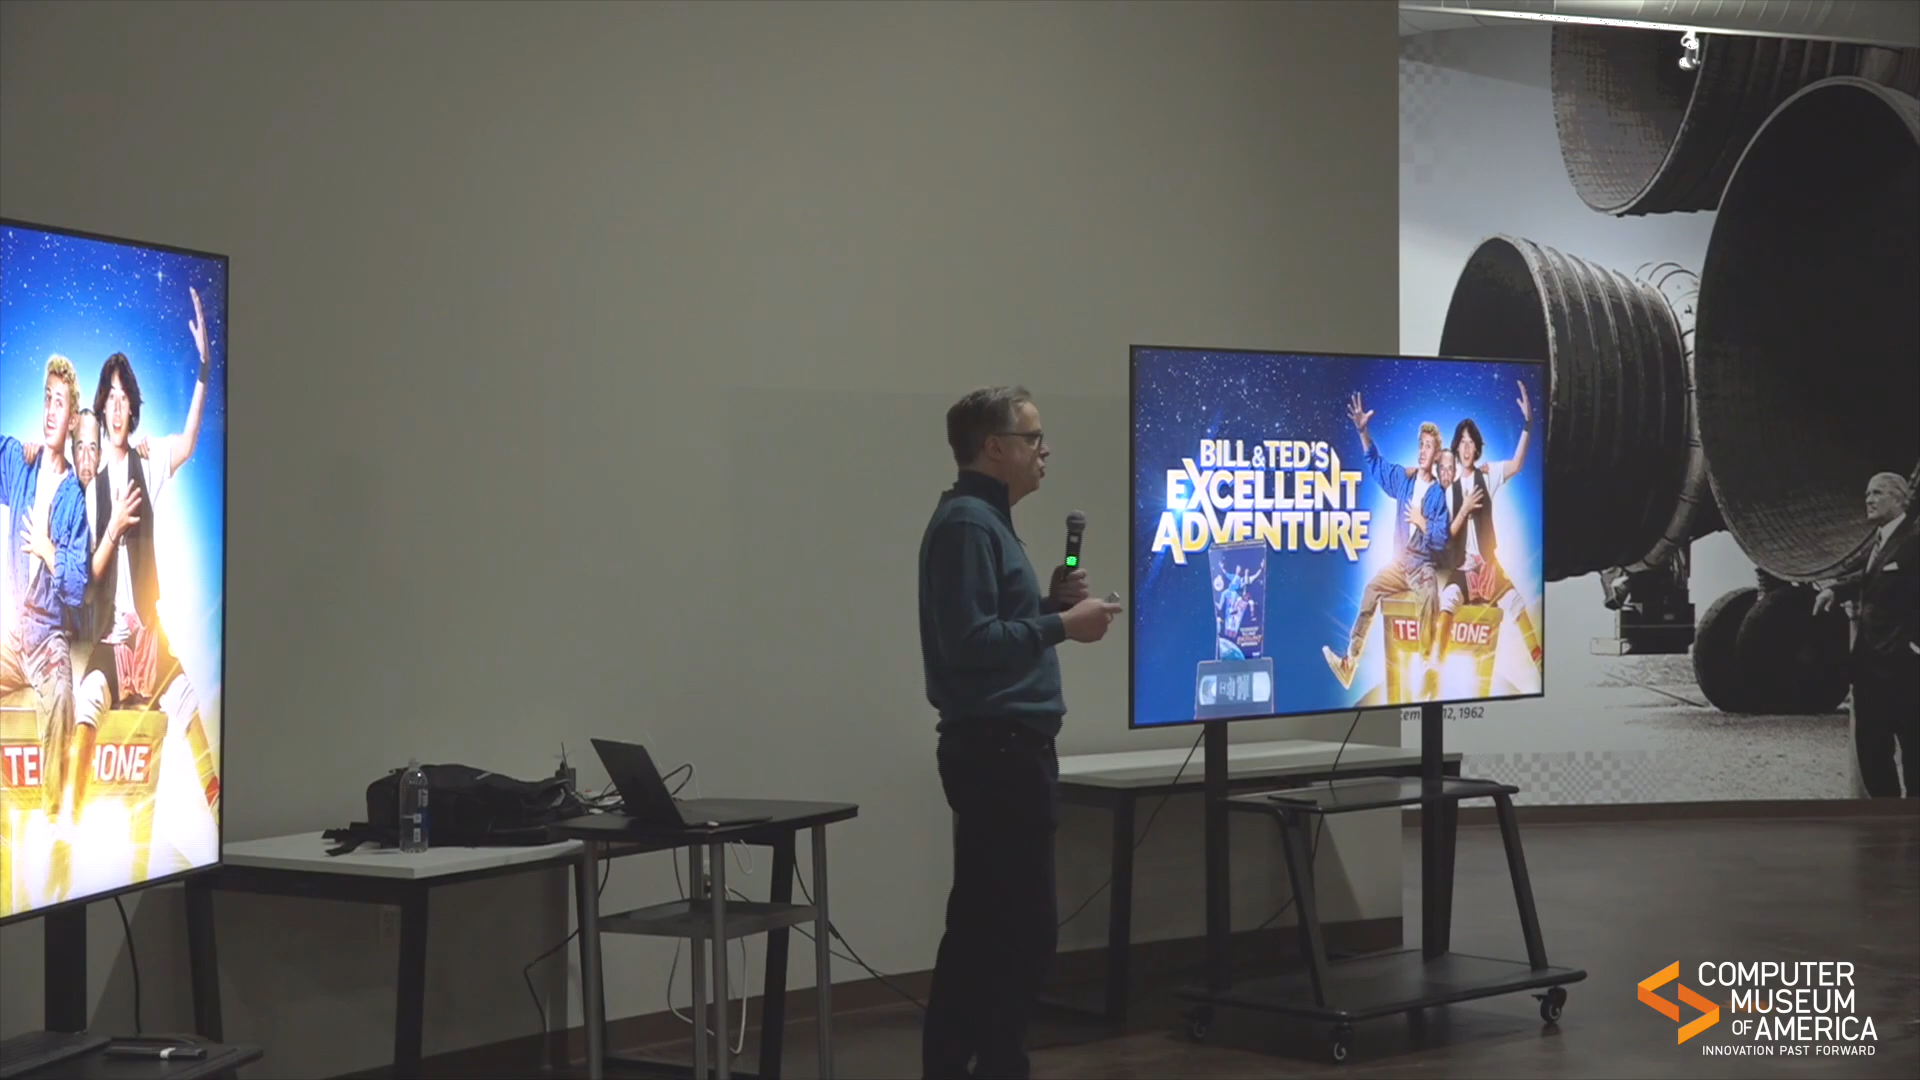 TE
HONE
BILL & TED'S
EXCELLENT
ADVENTURE
TE HONE
12, 1962
COMPUTER
MUSEUM
OF AMERICA
INNOVATION PAST FORWARD